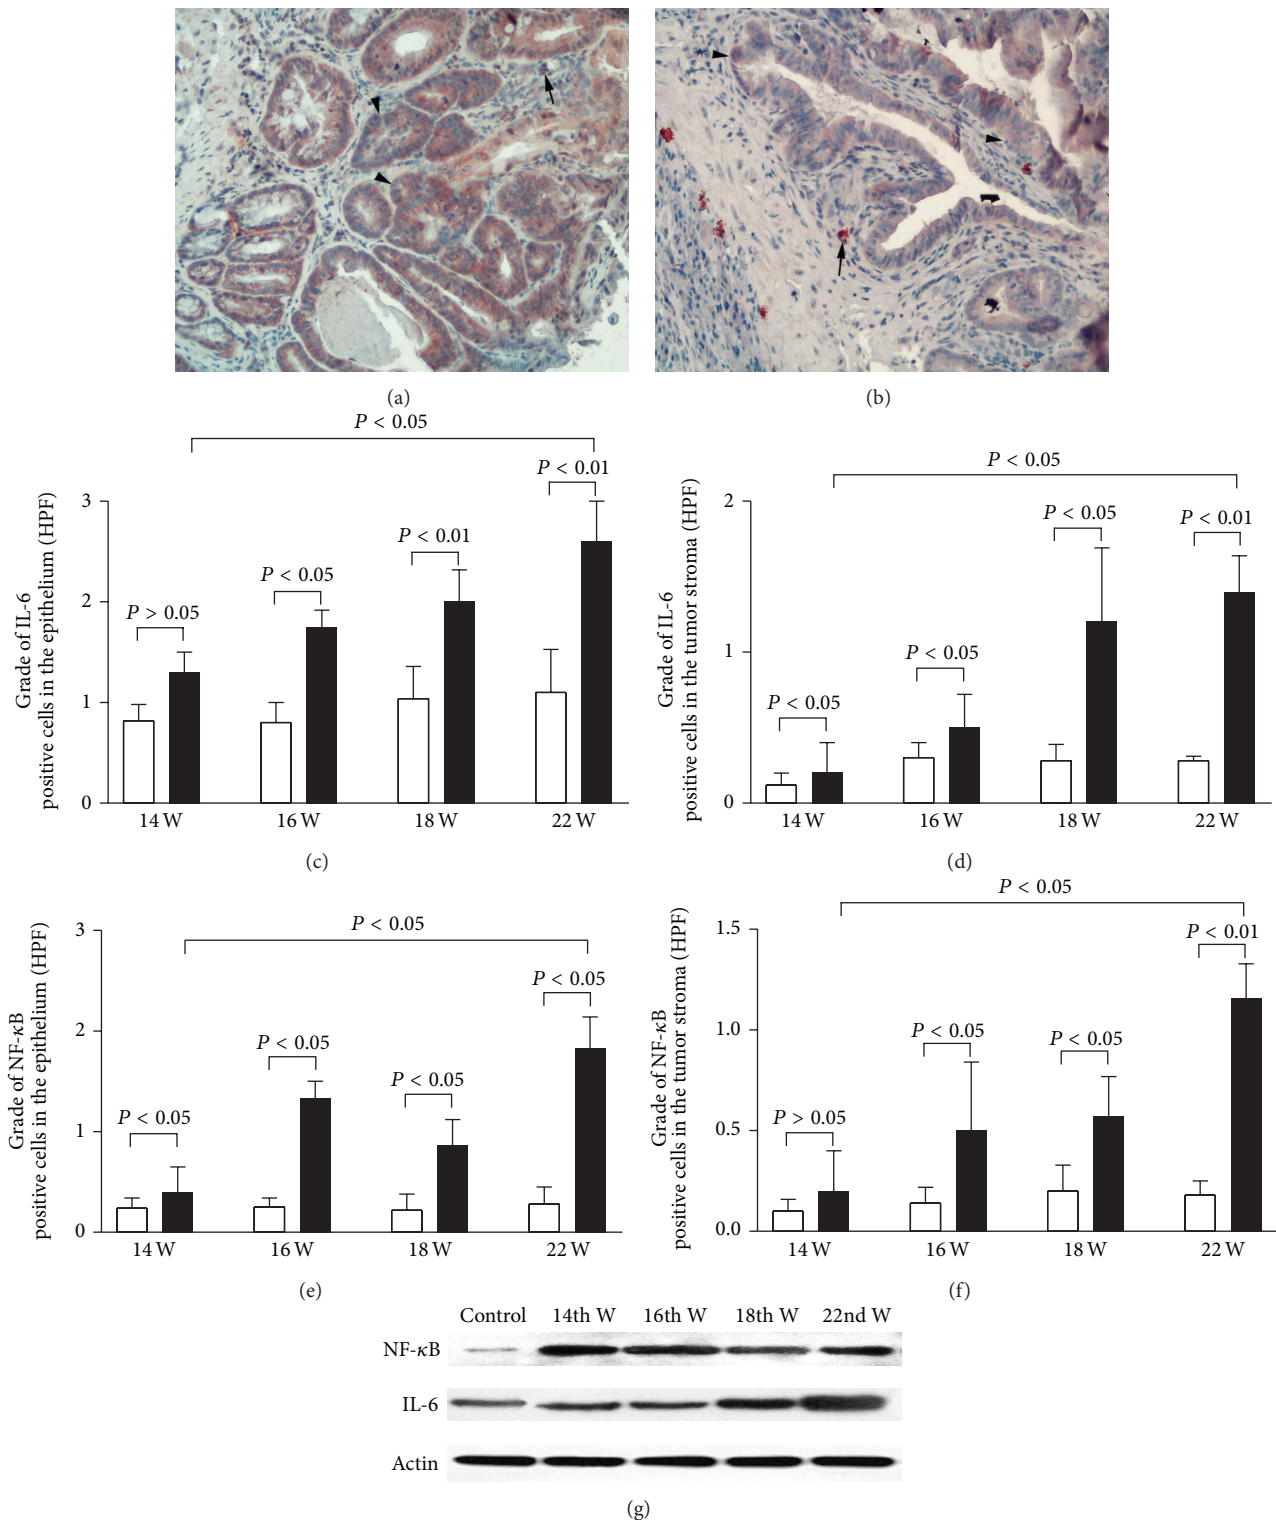 (a)
(b)
P < 0.05
P < 0.01
P < 0.01
P < 0.05
P > 0.05
Grade of IL-6
positive cells in the epithelium (HPF)
3
2
1
0
14 W
16 W
18 W
22 W
(c)
P < 0.05
P < 0.05
P < 0.01
P < 0.05
P < 0.05
Grade of IL-6
positive cells in the tumor stroma (HPF)
2
1
0
14 W
16 W
18 W
22 W
(d)
P < 0.05
P < 0.05
P < 0.05
P < 0.05
P < 0.05
Grade of NF-κB
positive cells in the epithelium (HPF)
3
2
1
0
14 W
16 W
18 W
22 W
(e)
P < 0.05
P < 0.01
P < 0.05
P < 0.05
P > 0.05
Grade of NF-κB
positive cells in the tumor stroma (HPF)
1.5
1.0
0.5
0.0
14 W
16 W
18 W
22 W
(f)
Control 14th W 16th W 18th W 22nd W
NF-κB
IL-6
Actin
(g)